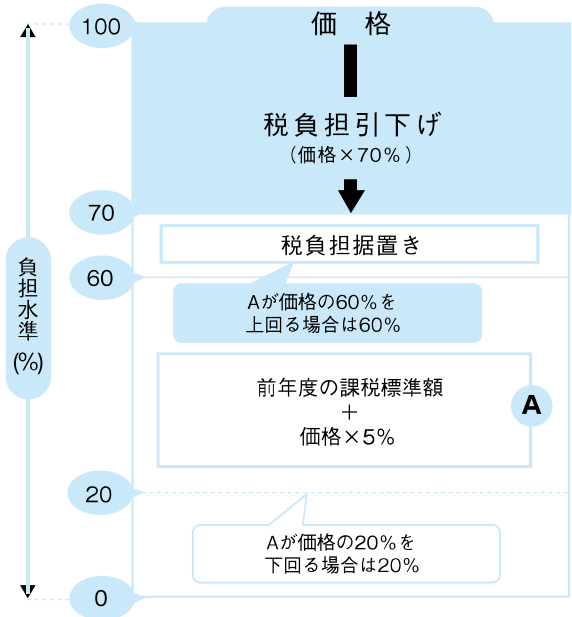 100
価 格
税負担引下げ
（価格×70％）
70
税負担据置き
60
Aが価格の60％を
上回る場合は60％
負担水準
(%)
前年度の課税標準額
＋
価格×5％
A
20
Aが価格の20％を
下回る場合は20％
0